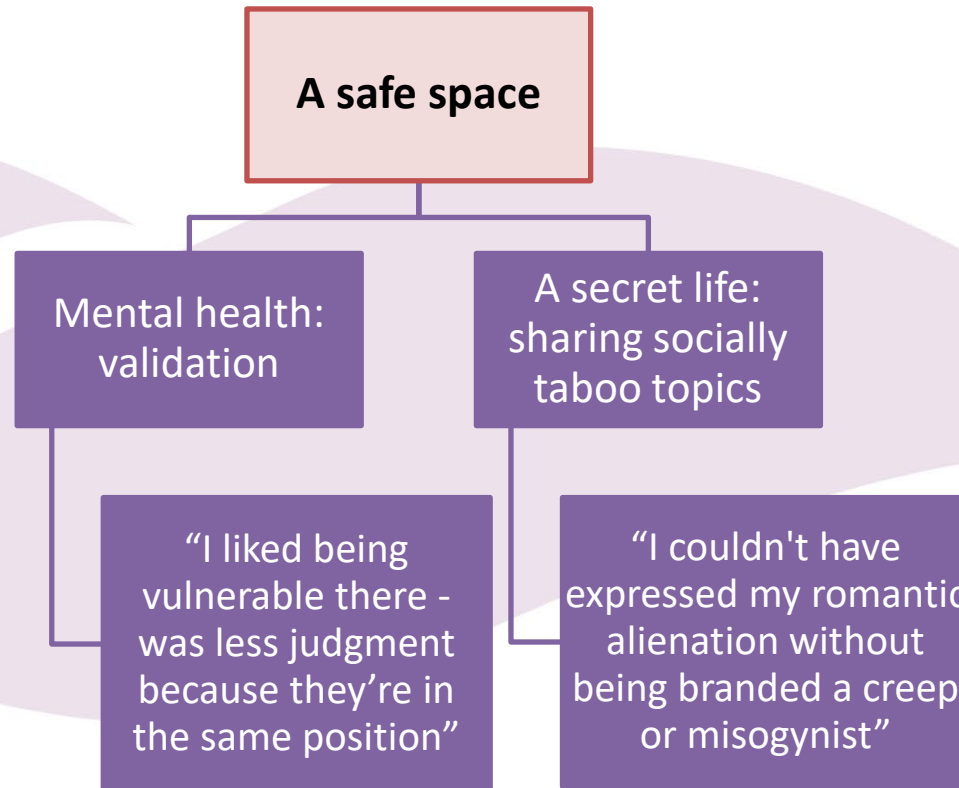 A safe space
Mental health:
validation
A secret life:
sharing socially
taboo topics
“I liked being
vulnerable there -
was less judgment
because they’re in
the same position”
“I couldn't have
expressed my romantic
alienation without
being branded a creep
or misogynist”